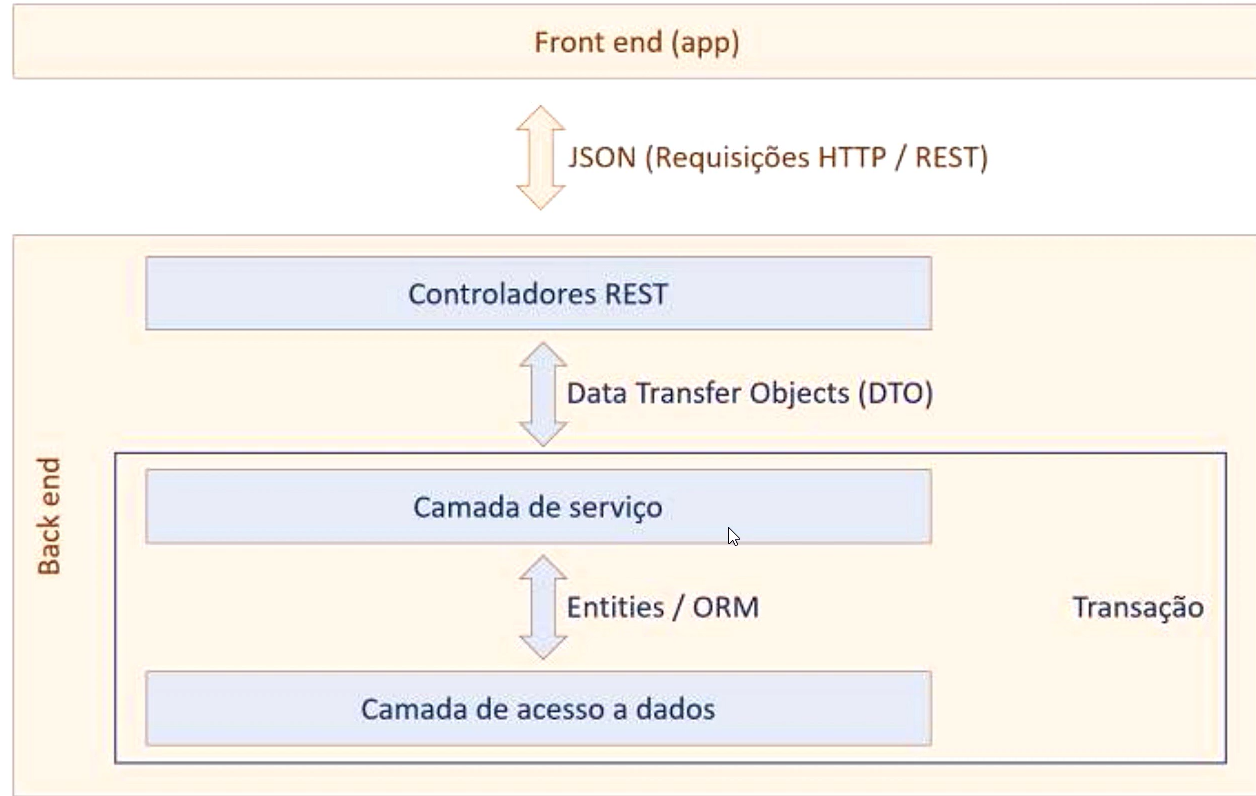 Front end (app)
JSON (Requisições HTTP / REST)
Controladores REST
Data Transfer Objects (DTO)
Back end
Camada de serviço
Entities / ORM
Transação
Camada de acesso a dados